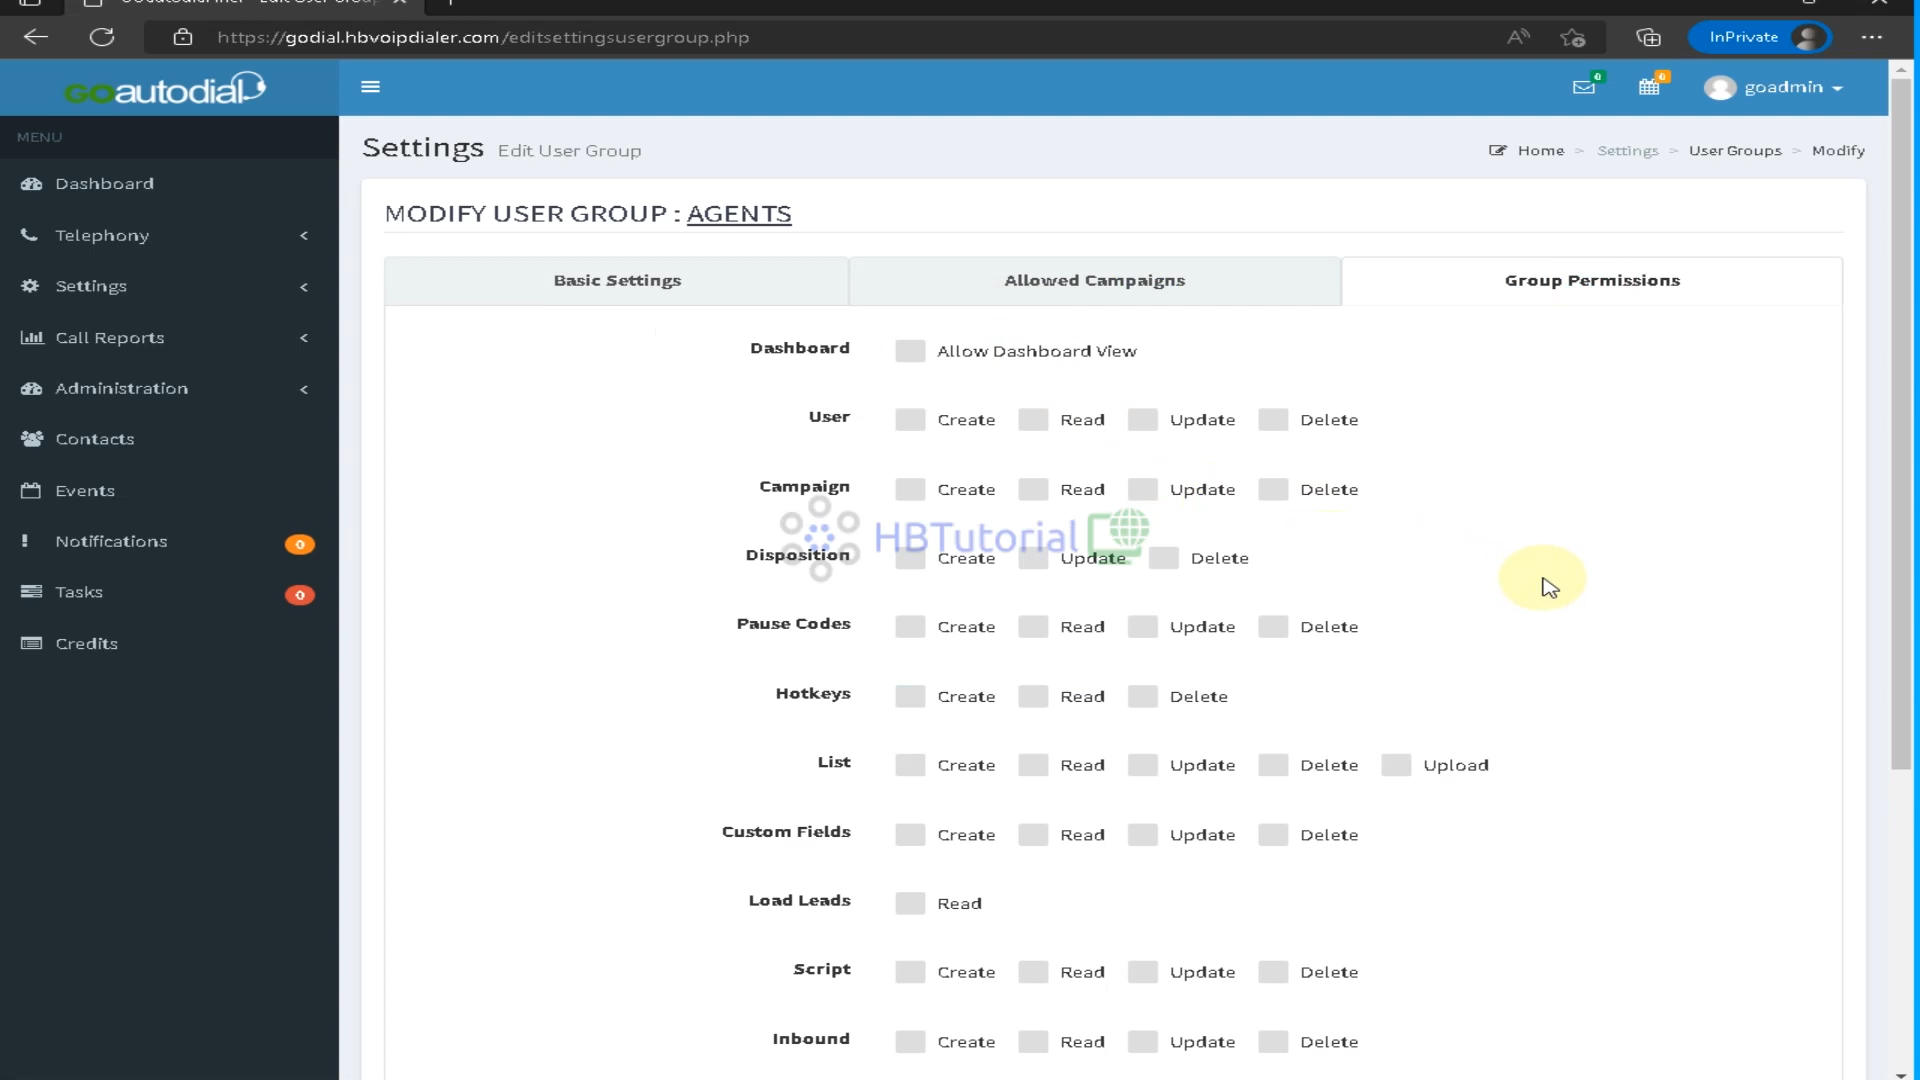 https://godial.hbvoipdialer.com/editsettingsusergroup.php
InPrivate
GOautodial
0
0
goadmin
MENU
Settings Edit User Group
Home > Settings > User Groups > Modify
Dashboard
Telephony
Settings
Call Reports
Administration
Contacts
Events
Notifications 0
Tasks 0
Credits
MODIFY USER GROUP : AGENTS
Basic Settings
Allowed Campaigns
Group Permissions
Dashboard Allow Dashboard View
User Create Read Update Delete
Campaign Create Read Update Delete
HBTutorial
Disposition Create Update Delete
Pause Codes Create Read Update Delete
Hotkeys Create Read Delete
List Create Read Update Delete Upload
Custom Fields Create Read Update Delete
Load Leads Read
Script Create Read Update Delete
Inbound Create Read Update Delete